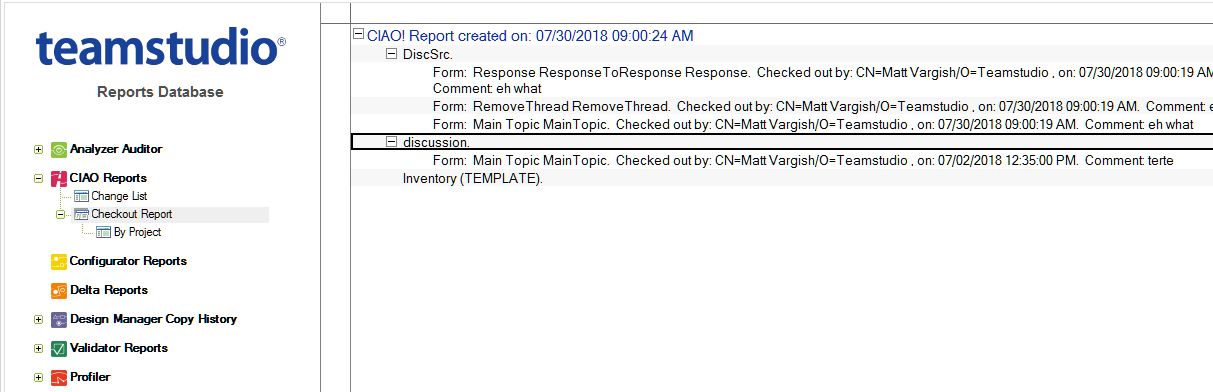 teamstudio®
Reports Database
Analyzer Auditor
CIAO Reports
Change List
Checkout Report
By Project
Configurator Reports
Delta Reports
Design Manager Copy History
Validator Reports
Profiler
CIAO! Report created on: 07/30/2018 09:00:24 AM
DiscSrc.
Form: Response ResponseToResponse Response. Checked out by: CN=Matt Vargish/O=Teamstudio , on: 07/30/2018 09:00:19 AM
Comment: eh what
Form: RemoveThread RemoveThread. Checked out by: CN=Matt Vargish/O=Teamstudio , on: 07/30/2018 09:00:19 AM. Comment: e
Form: Main Topic MainTopic. Checked out by: CN=Matt Vargish/O=Teamstudio , on: 07/30/2018 09:00:19 AM. Comment: eh what
discussion.
Form: Main Topic MainTopic. Checked out by: CN=Matt Vargish/O=Teamstudio , on: 07/02/2018 12:35:00 PM. Comment: terte
Inventory (TEMPLATE).